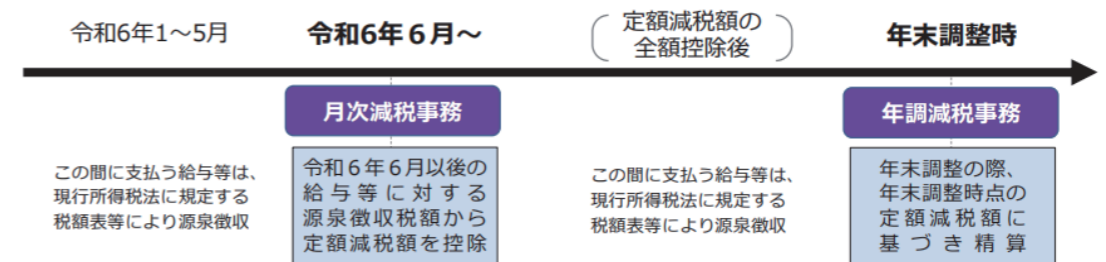 令和6年1～5月
令和6年６月～
定額減税額の
全額控除後
年末調整時
月次減税事務
年調減税事務
この間に支払う給与等は、
現行所得税法に規定する
税額表等により源泉徴収
令和６年６月以後の
給与等に対する
源泉徴収税額から
定額減税額を控除
この間に支払う給与等は、
現行所得税法に規定する
税額表等により源泉徴収
年末調整の際、
年末調整時点の
定額減税額に
基づき精算